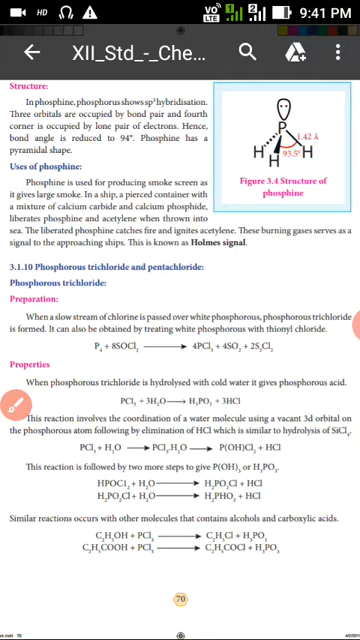 HD
VO LTE
1
2
9:41 PM
XII_Std_-_Che...
Structure:
In phosphine, phosphorus shows sp³ hybridisation.
Three orbitals are occupied by bond pair and fourth
corner is occupied by lone pair of electrons. Hence,
bond angle is reduced to 94°. Phosphine has a
pyramidal shape.
P
1.42 Å
H
H
H
93.5°
Figure 3.4 Structure of
phosphine
Uses of phosphine:
Phosphine is used for producing smoke screen as
it gives large smoke. In a ship, a pierced container with
a mixture of calcium carbide and calcium phosphide,
liberates phosphine and acetylene when thrown into
sea. The liberated phosphine catches fire and ignites acetylene. These burning gases serves as a
signal to the approaching ships. This is known as Holmes signal.
3.1.10 Phosphorous trichloride and pentachloride:
Phosphorous trichloride:
Preparation:
When a slow stream of chlorine is passed over white phosphorous, phosphorous trichloride
is formed. It can also be obtained by treating white phosphorous with thionyl chloride.
P₄ + 8SOCl₂ ⟶ 4PCl₃ + 4SO₂ + 2S₂Cl₂
Properties
When phosphorous trichloride is hydrolysed with cold water it gives phosphorous acid.
PCl₃ + 3H₂O ⟶ H₃PO₃ + 3HCl
This reaction involves the coordination of a water molecule using a vacant 3d orbital on
the phosphorous atom following by elimination of HCl which is similar to hydrolysis of SiCl₄.
PCl₃ + H₂O ⟶ PCl₃.H₂O ⟶ P(OH)Cl₂ + HCl
This reaction is followed by two more steps to give P(OH)₃ or H₃PO₃.
HPOCl₂ + H₂O ⟶ H₂PO₂Cl + HCl
H₂PO₂Cl + H₂O ⟶ H₂PHO₃ + HCl
Similar reactions occurs with other molecules that contains alcohols and carboxylic acids.
C₂H₅OH + PCl₃ ⟶ C₂H₅Cl + H₃PO₃
C₂H₅COOH + PCl₃ ⟶ C₂H₅COCl + H₃PO₃
70